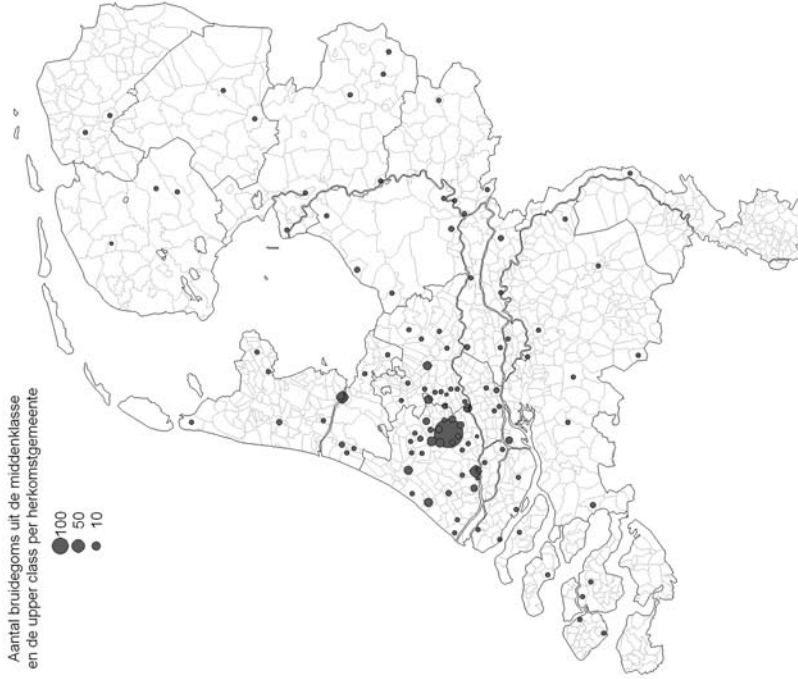 Aantal bruidegoms uit de middenklasse
en de upper class per herkomstgemeente
100
50
10